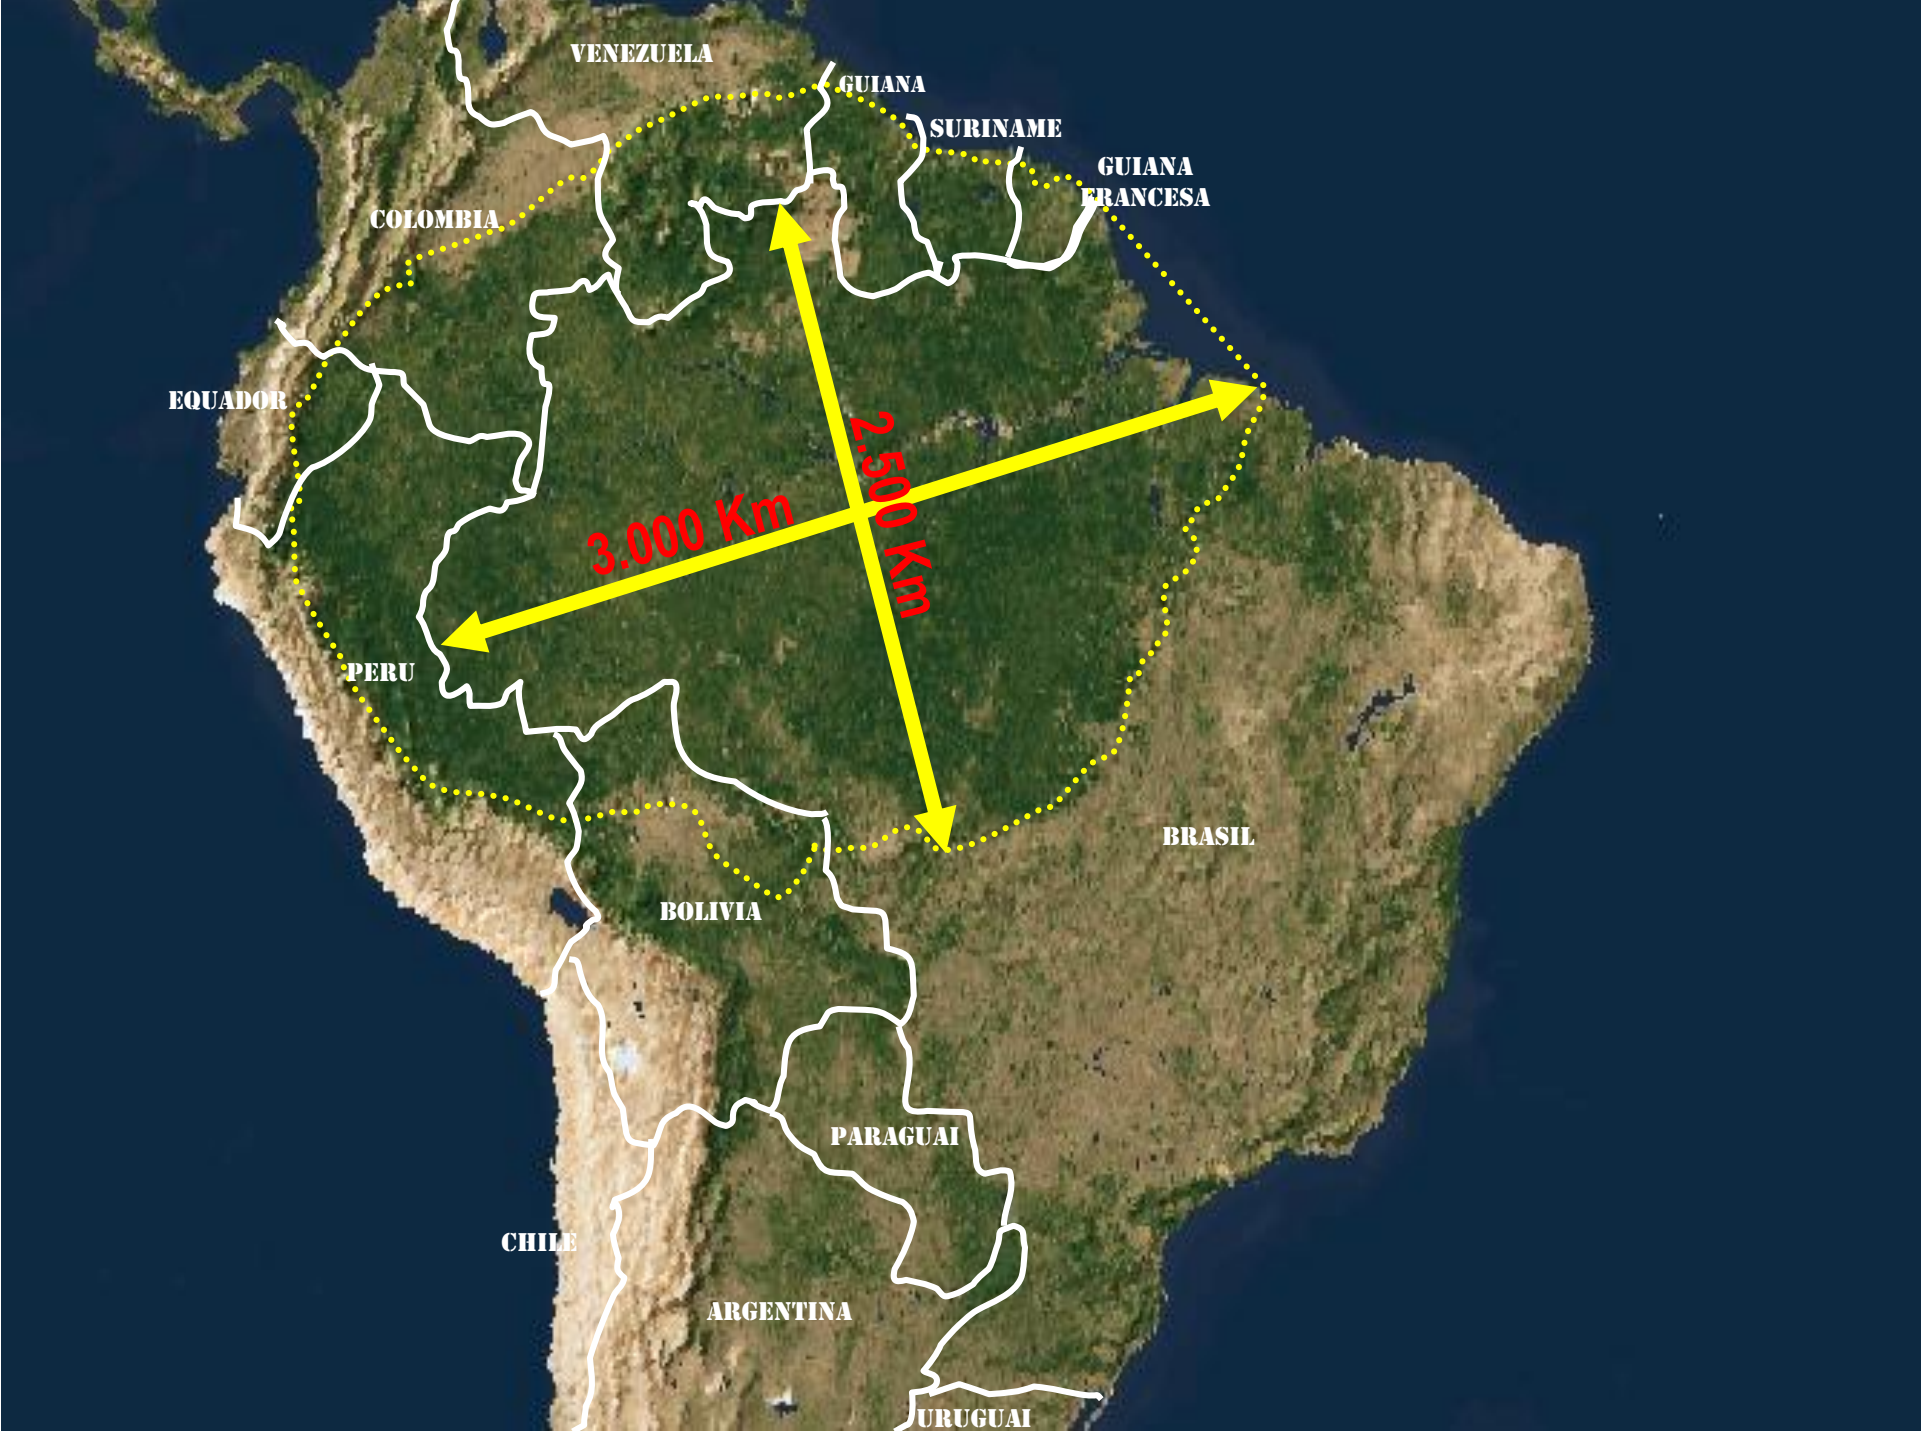 VENEZUELA
GUIANA
SURINAME
GUIANA
FRANCESA
COLOMBIA
EQUADOR
2.500 Km
3.000 Km
PERU
BRASIL
BOLIVIA
PARAGUAI
CHILE
ARGENTINA
URUGUAI